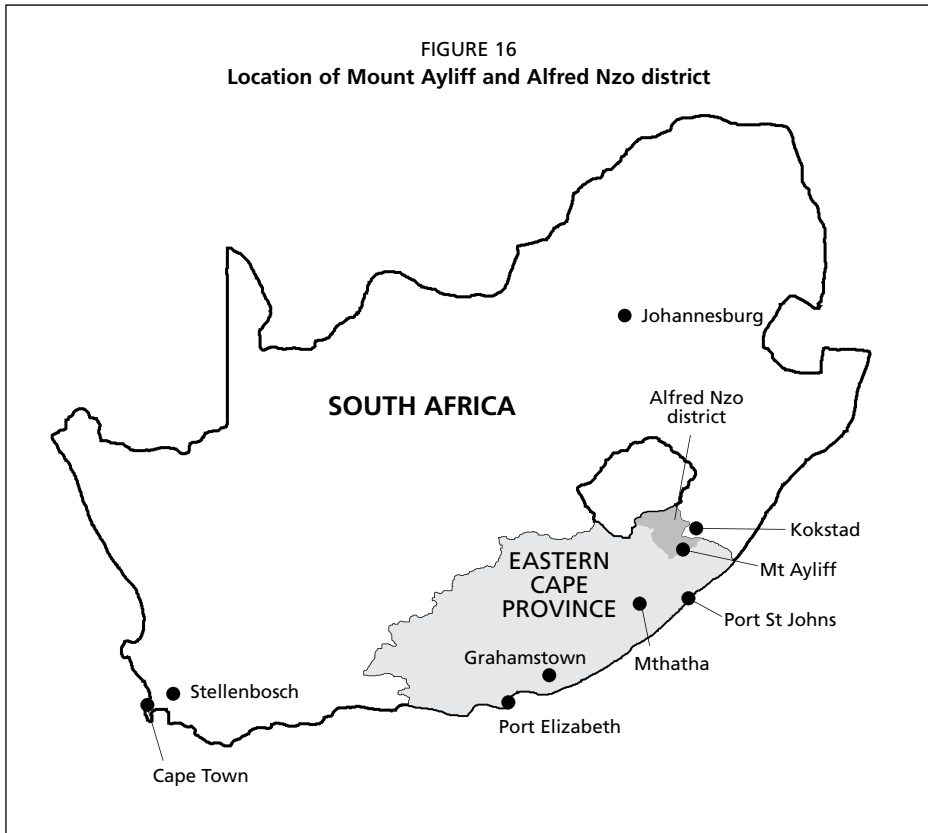 FIGURE 16
Location of Mount Ayliff and Alfred Nzo district
Johannesburg
SOUTH AFRICA
Alfred Nzo
district
Kokstad
EASTERN
CAPE
PROVINCE
Mt Ayliff
Port St Johns
Grahamstown
Mthatha
Stellenbosch
Port Elizabeth
Cape Town